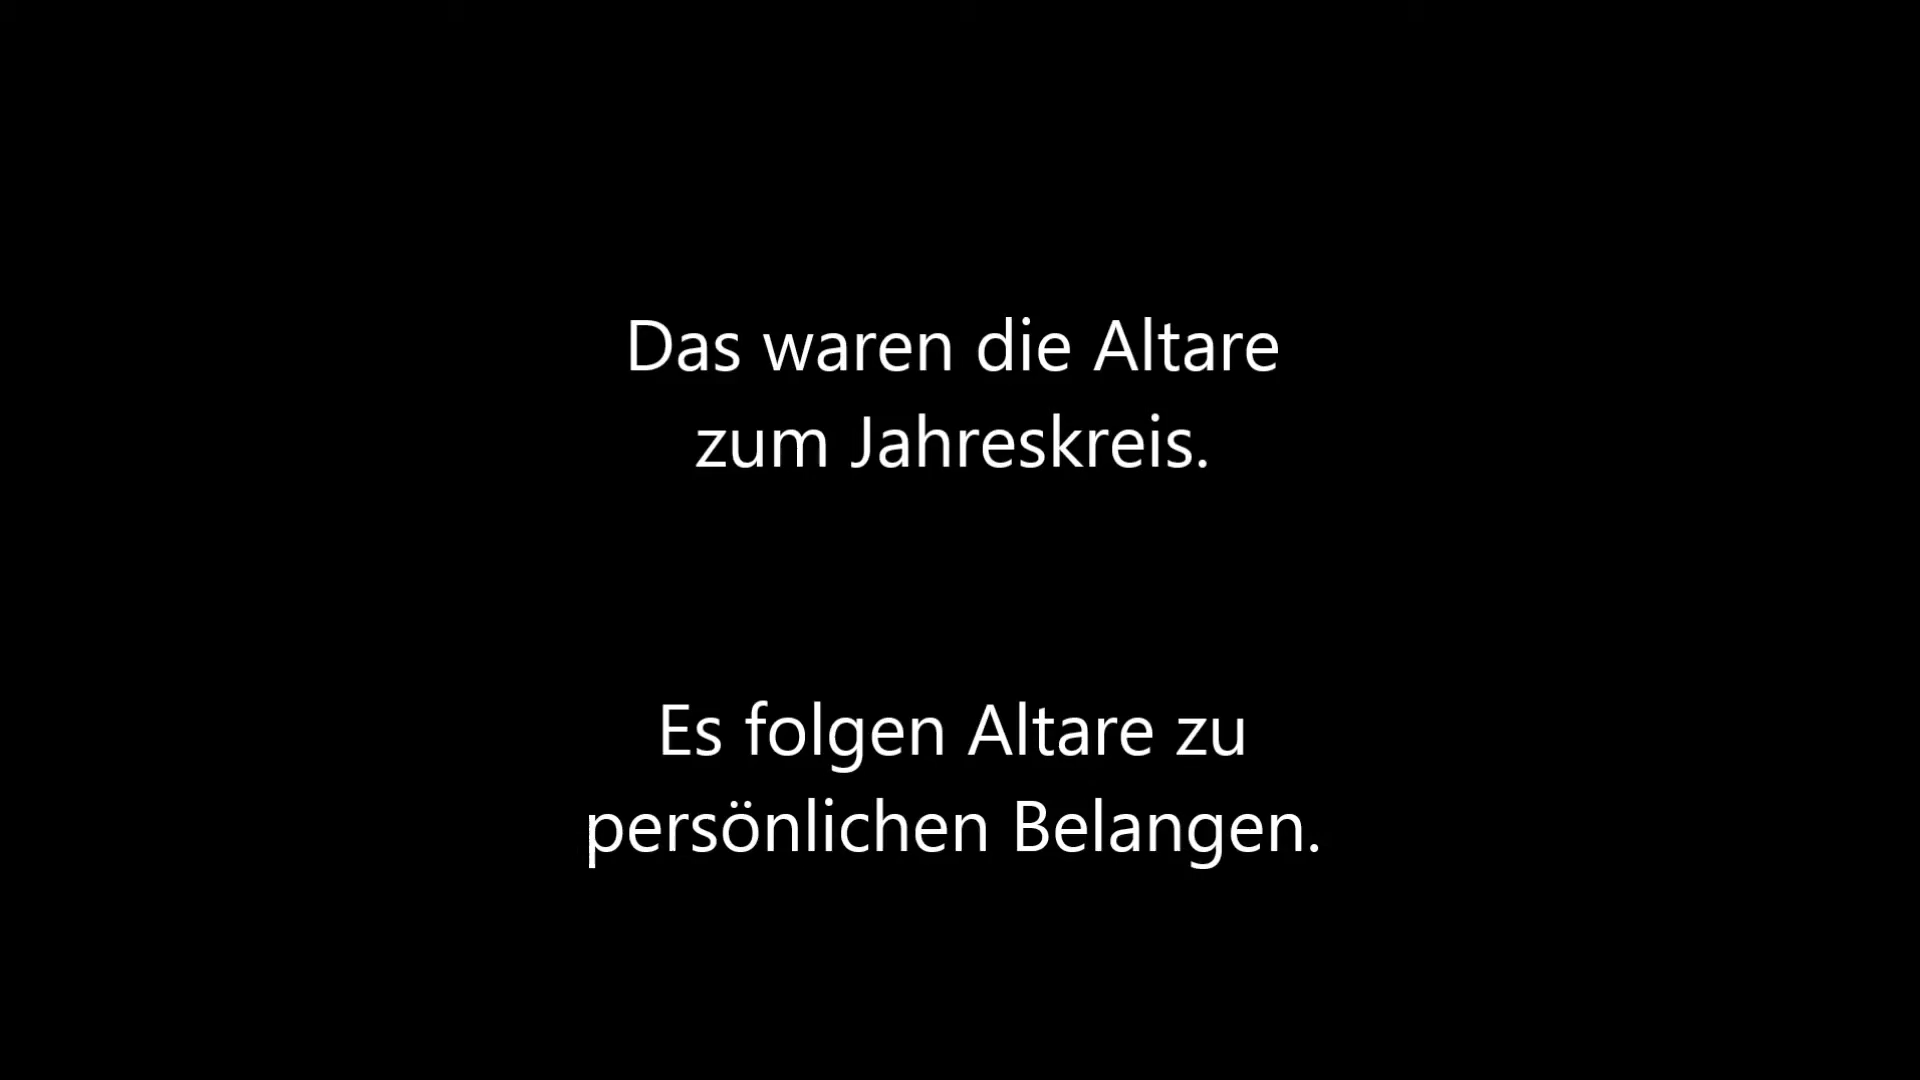 Das waren die Altare
zum Jahreskreis.
Es folgen Altare zu
persönlichen Belangen.